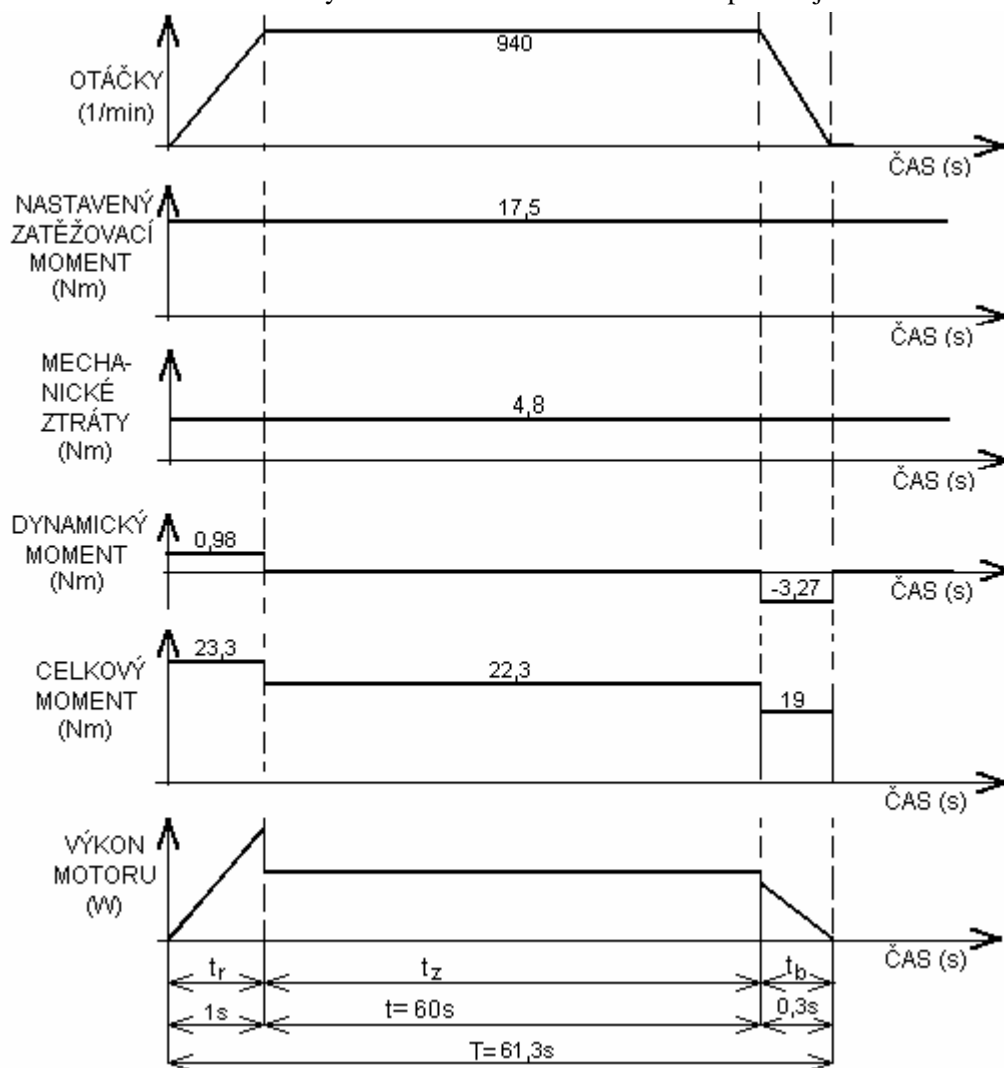 940
OTÁČKY
(1/min)
ČAS (s)
NASTAVENÝ
ZATĚŽOVACÍ
MOMENT
(Nm)
17,5
ČAS (s)
MECHA-
NICKÉ
ZTRÁTY
(Nm)
4,8
ČAS (s)
DYNAMICKÝ
MOMENT
(Nm)
0,98
-3,27
ČAS (s)
CELKOVÝ
MOMENT
(Nm)
23,3
22,3
19
ČAS (s)
VÝKON
MOTORU
(W)
ČAS (s)
tr tz tb
1s t= 60s 0,3s
T= 61,3s